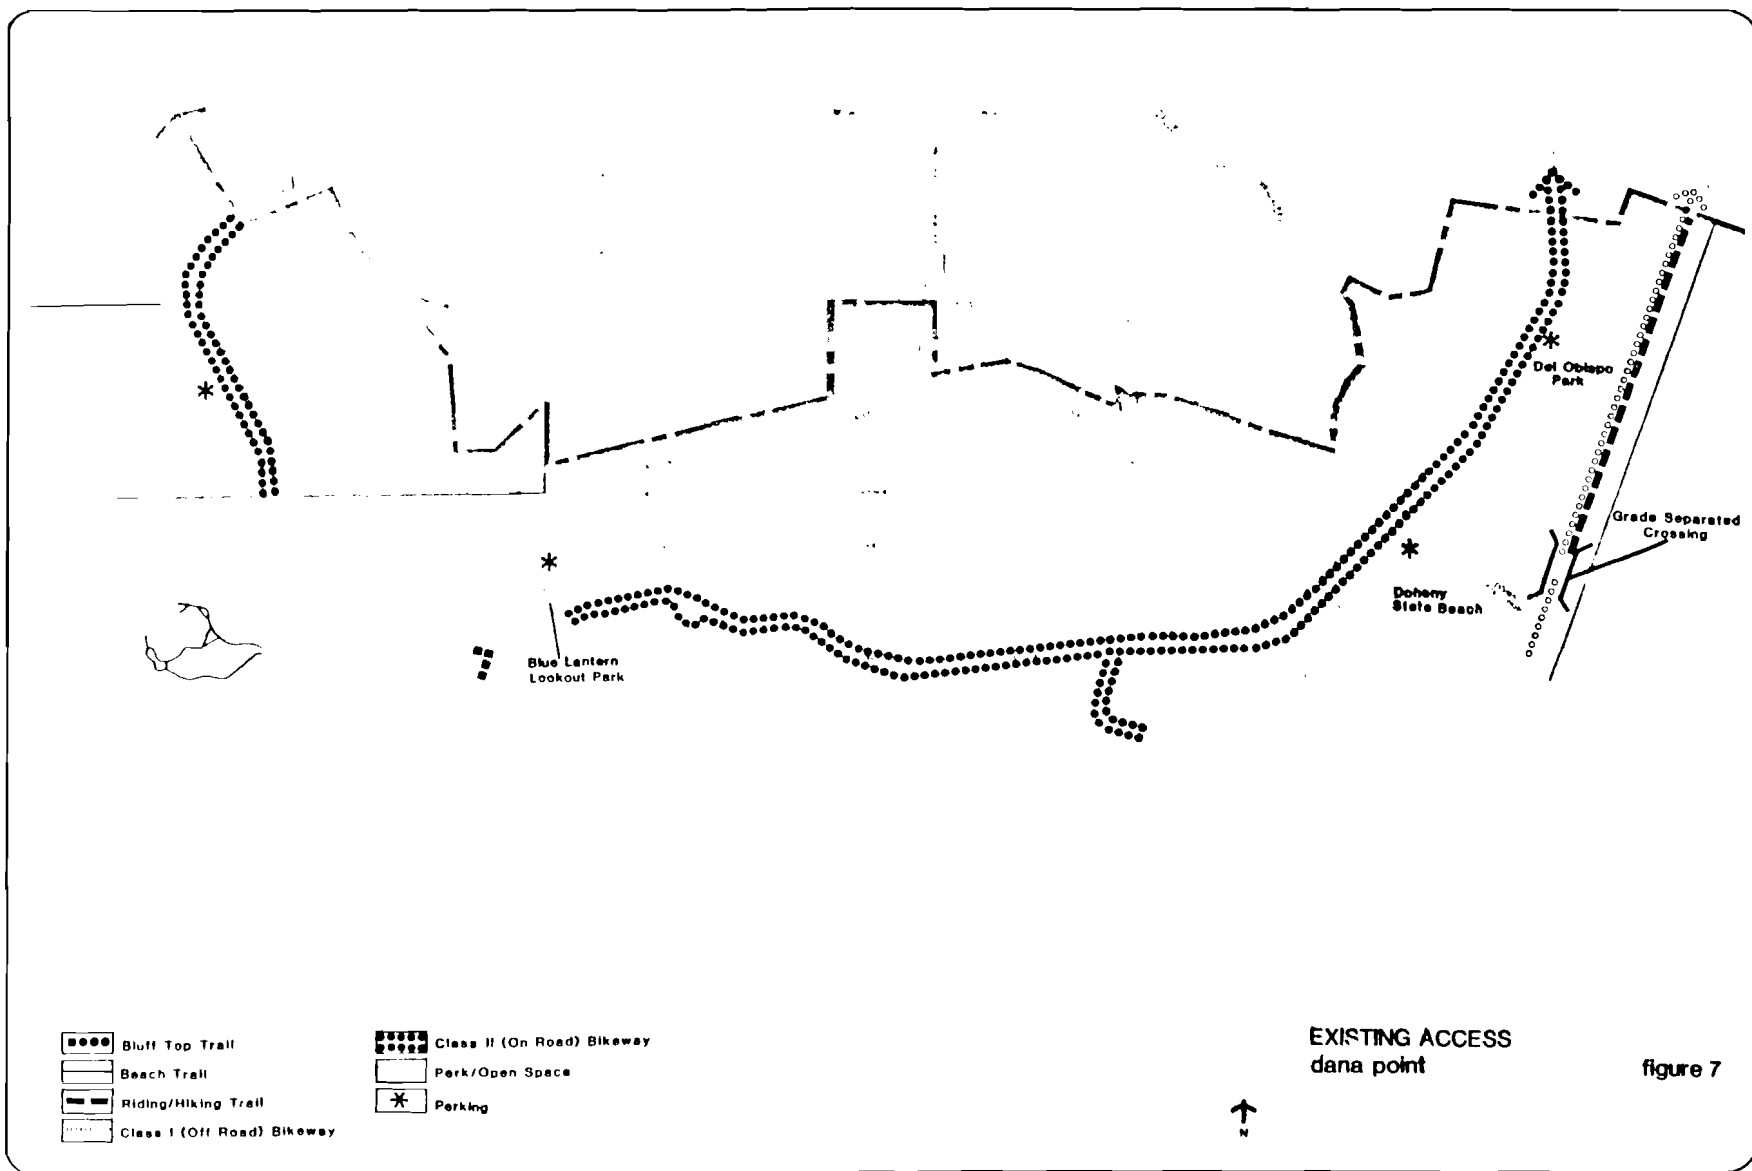 Del Obispo
Park
Grade Separated
Crossing
Doheny
State Beach
Blue Lantern
Lookout Park
Bluff Top Trail
Beach Trail
Riding/Hiking Trail
Class I (Off Road) Bikeway
Class II (On Road) Bikeway
Park/Open Space
Parking
EXISTING ACCESS
dana point
figure 7
N